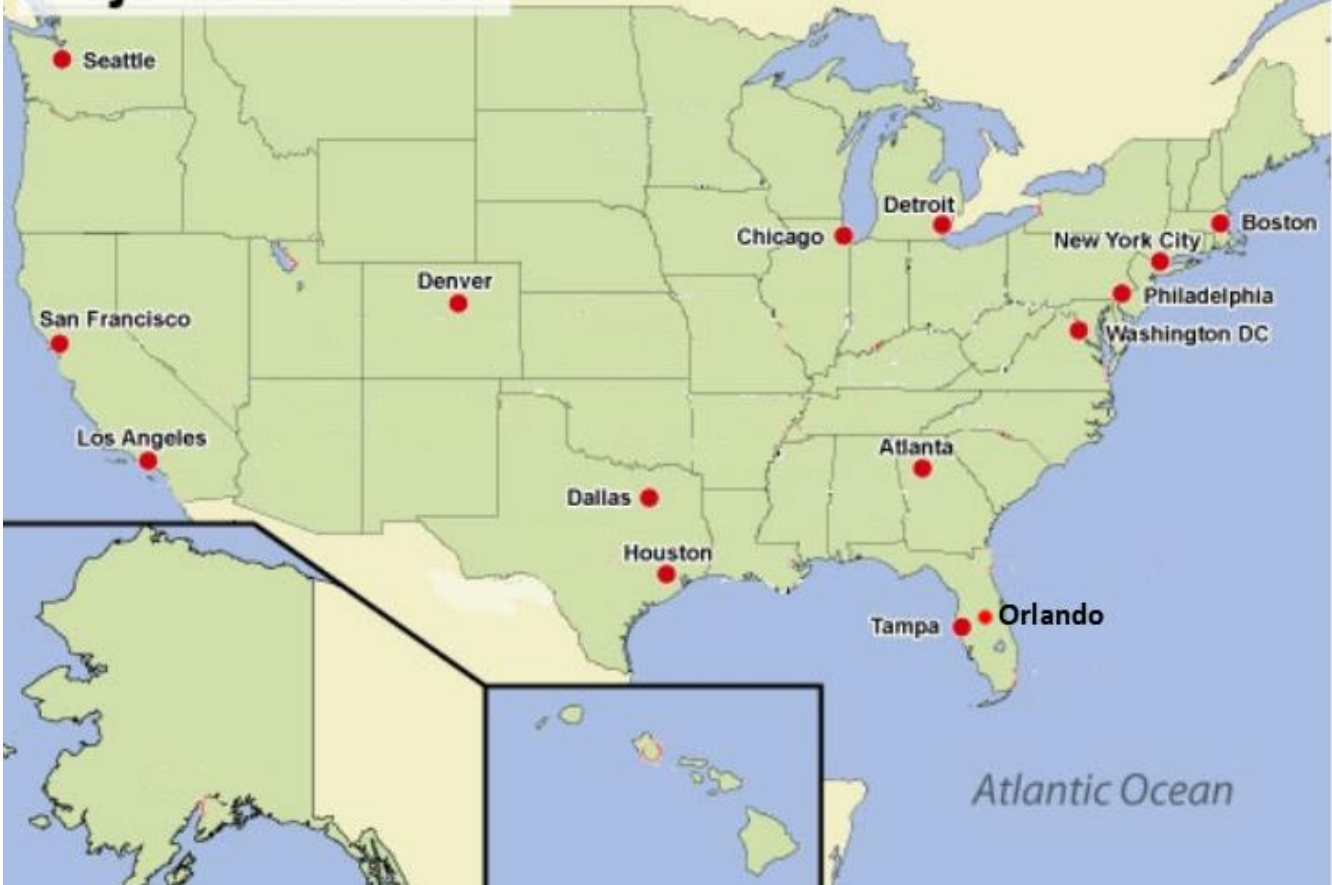 Seattle
Detroit
Boston
Chicago
New York City
Denver
Philadelphia
San Francisco
Washington DC
Los Angeles
Atlanta
Dallas
Houston
Orlando
Tampa
Atlantic Ocean